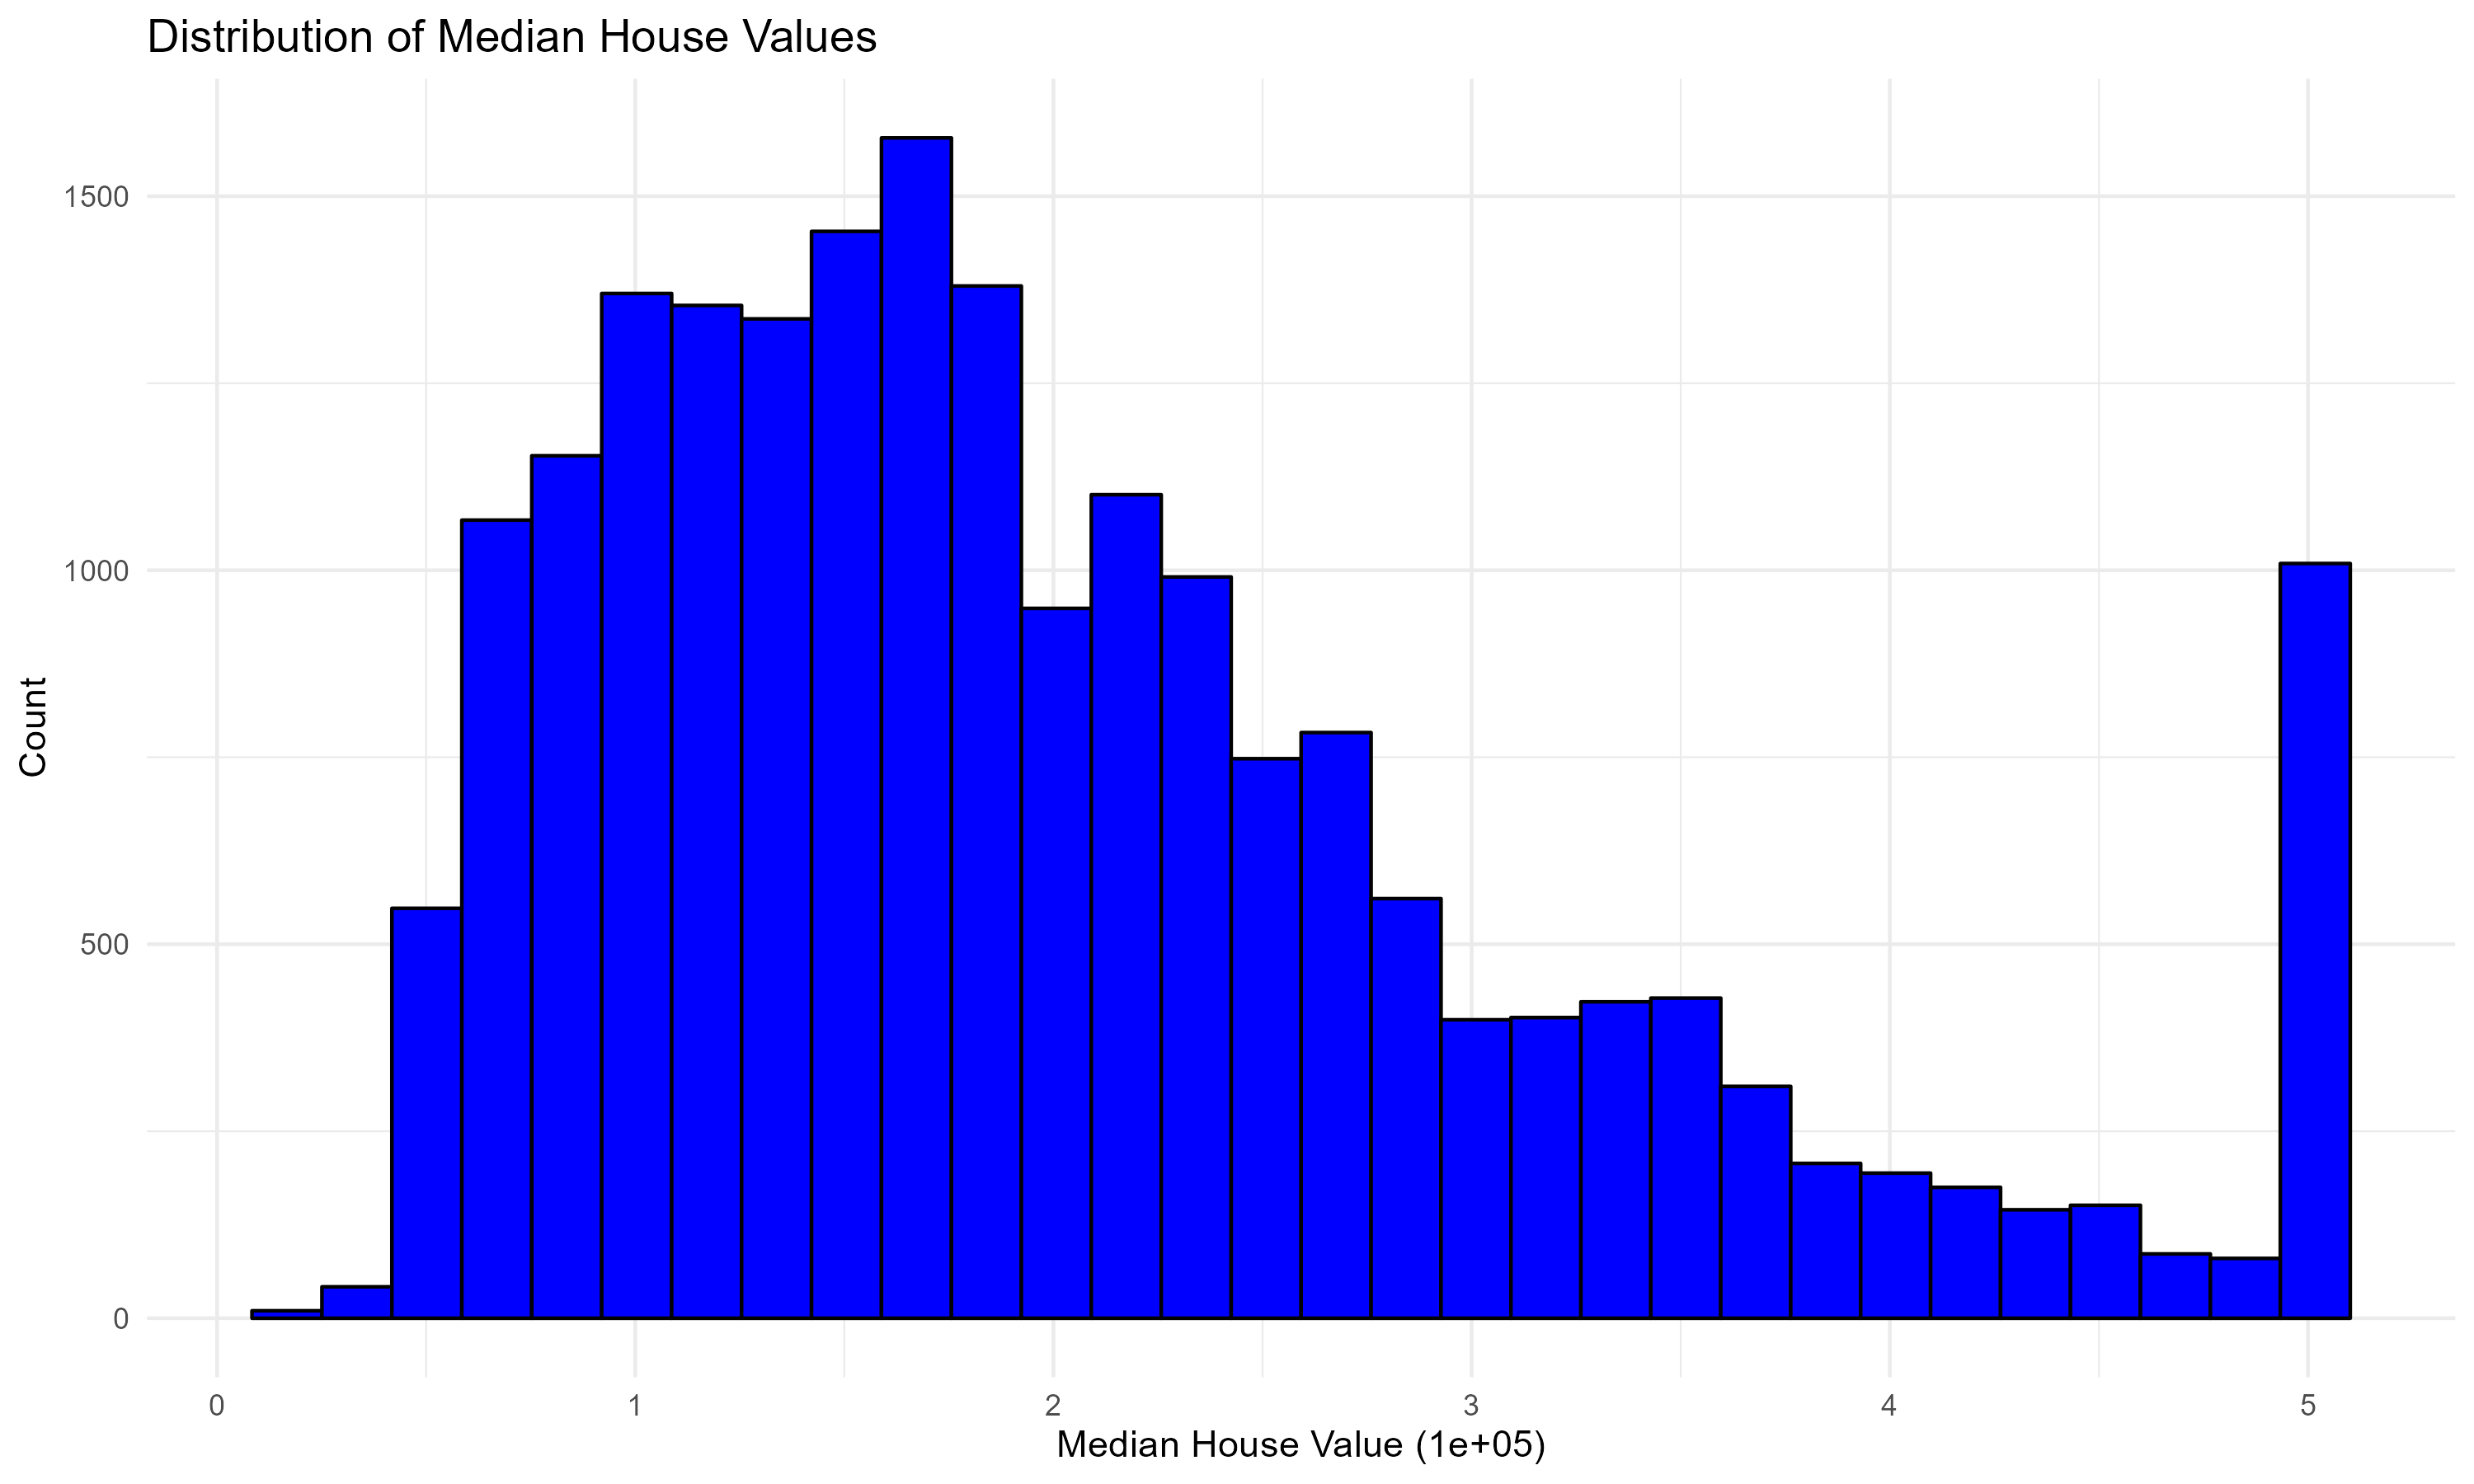 Distribution of Median House Values
1500
1000
500
0
Count
0 1 2 3 4 5
Median House Value (1e+05)